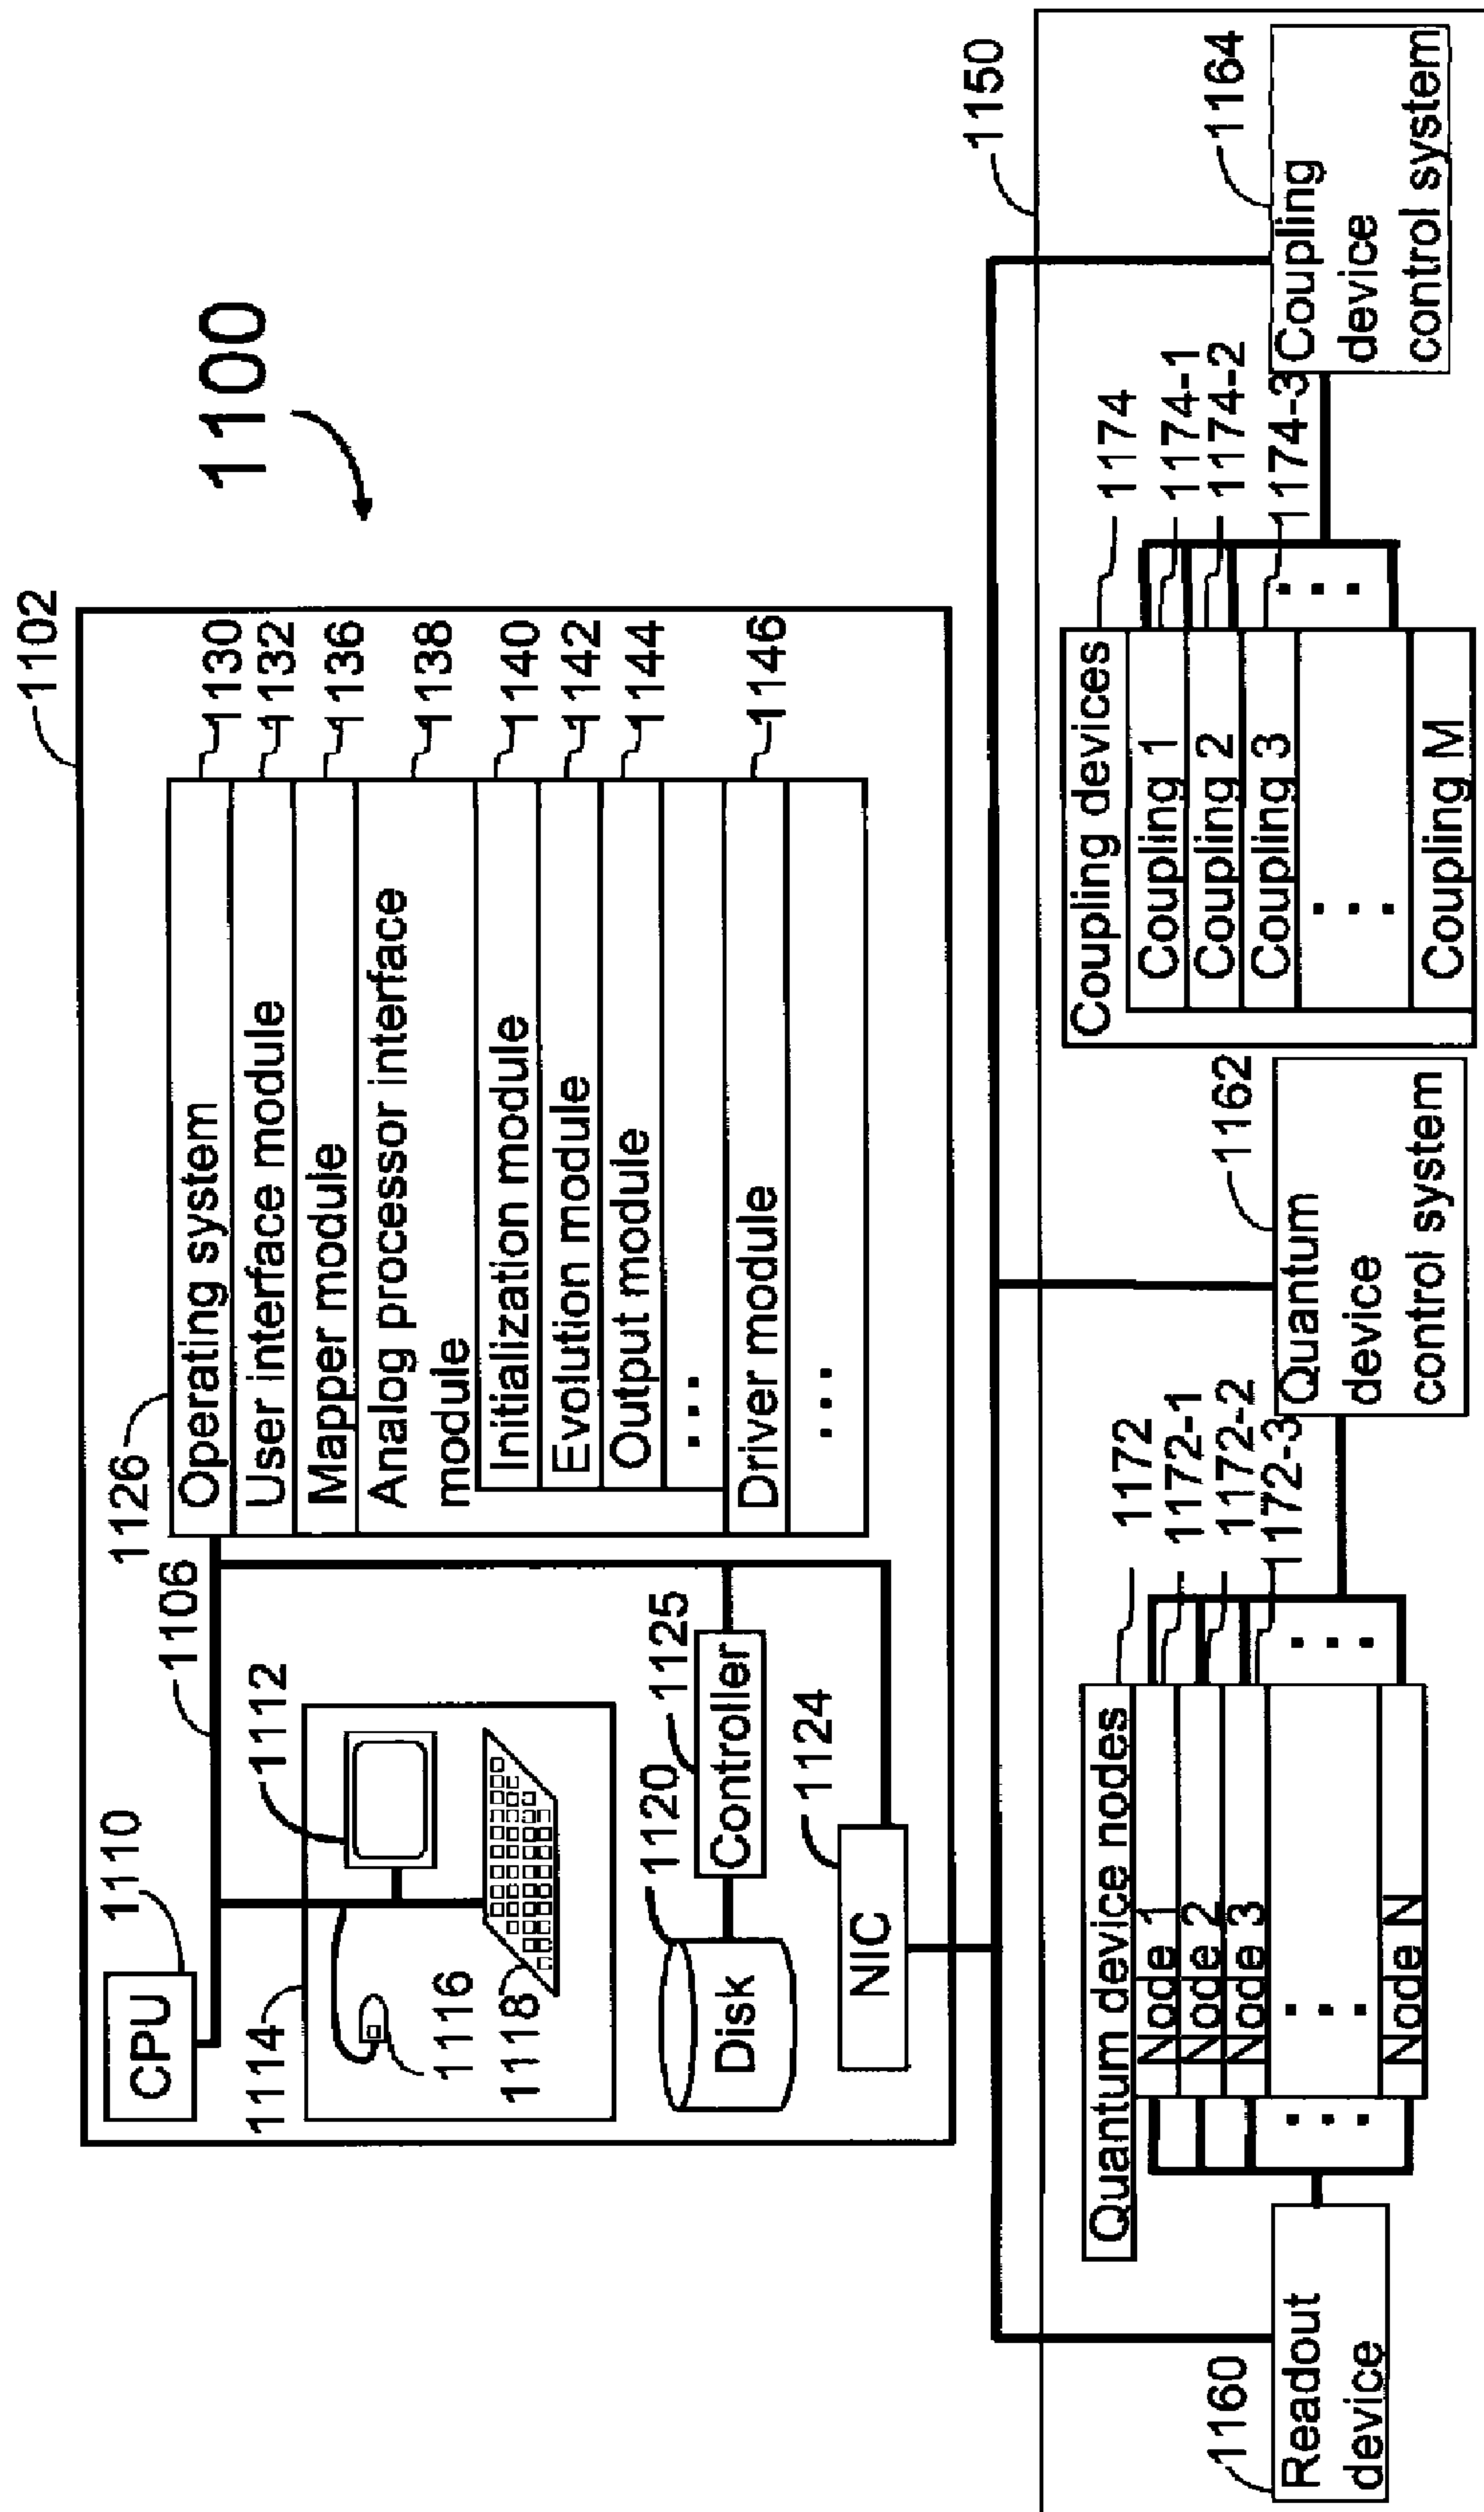 1100
1102
1110
CPU
1106
1126
1114
1112
1116
1118
1120
Disk
1125
Controller
1124
NIC
Operating system
1130
User interface module
1132
Mapper module
1136
Analog processor interface
module
1138
Initialization module
1140
Evolution module
1142
Output module
1144
...
Driver module
1146
...
1150
1160
Readout
device
Quantum device nodes
1172
Node 1
1172-1
Node 2
1172-2
Node 3
1172-3
...
Node N
...
...
1162
Quantum
device
control system
Coupling devices
1174
Coupling 1
1174-1
Coupling 2
1174-2
Coupling 3
1174-3
...
Coupling M
...
1164
Coupling
device
control system